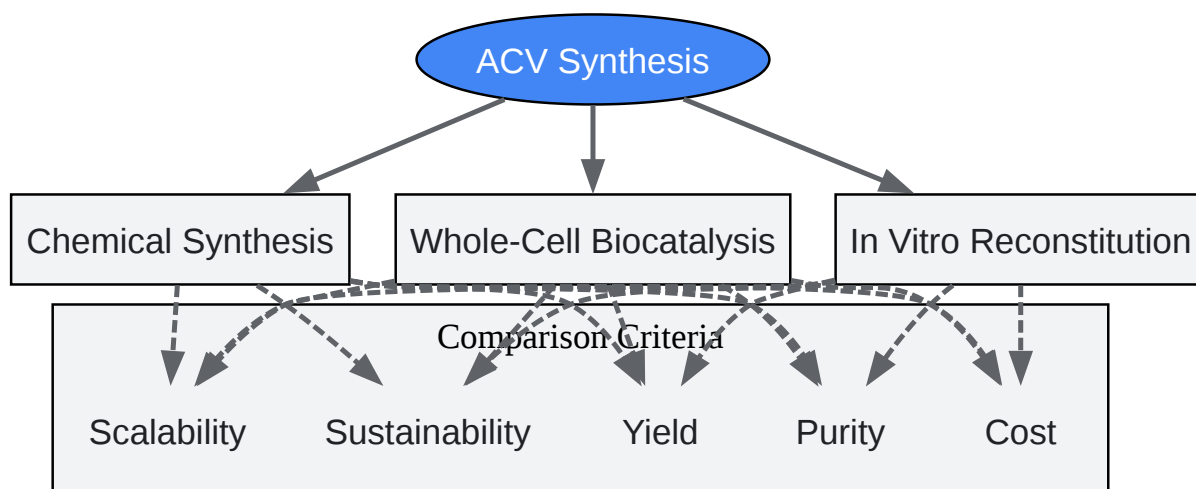 ACV Synthesis
Chemical Synthesis
Whole-Cell Biocatalysis
In Vitro Reconstitution
Comparison Criteria
Scalability
Sustainability
Yield
Purity
Cost